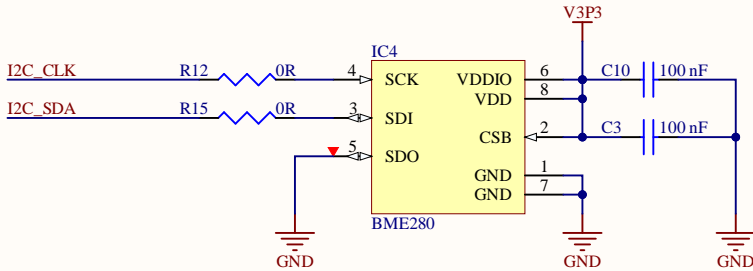 V3P3
IC4
I2C_CLK R12 0R 4 SCK VDDIO 6 C10 100 nF
VDD 8
I2C_SDA R15 0R 3 SDI CSB 2 C3 100 nF
5 SDO
GND 1
GND 7
BME280
GND GND GND